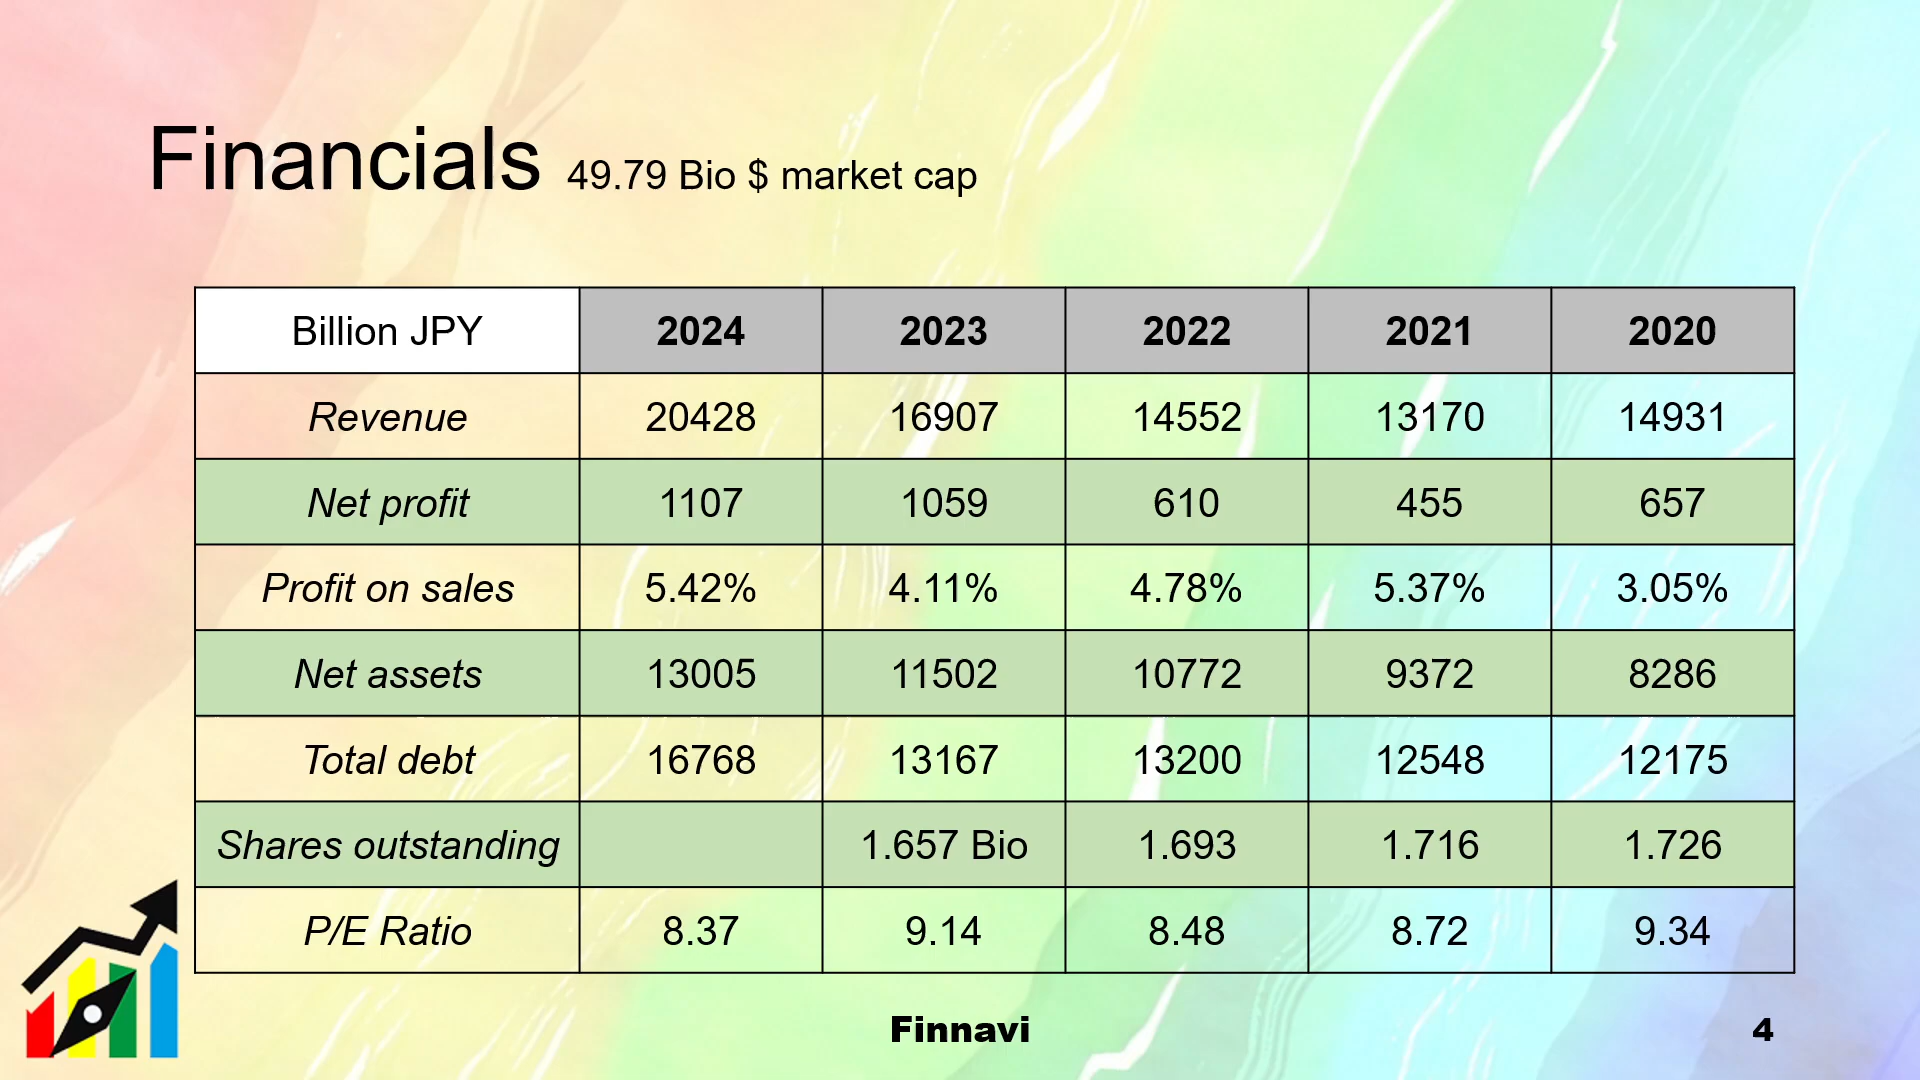 Financials 49.79 Bio $ market cap
Billion JPY 2024 2023 2022 2021 2020
Revenue 20428 16907 14552 13170 14931
Net profit 1107 1059 610 455 657
Profit on sales 5.42% 4.11% 4.78% 5.37% 3.05%
Net assets 13005 11502 10772 9372 8286
Total debt 16768 13167 13200 12548 12175
Shares outstanding 1.657 Bio 1.693 1.716 1.726
P/E Ratio 8.37 9.14 8.48 8.72 9.34
Finnavi 4